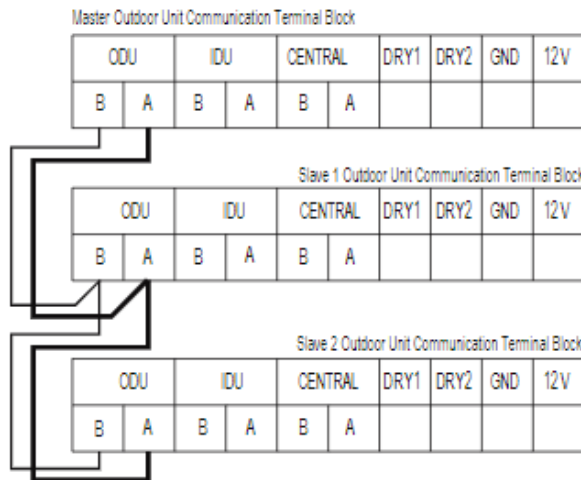 Master Outdoor Unit Communication Terminal Block
ODU IDU CENTRAL DRY1 DRY2 GND 12V
B A B A B A
Slave 1 Outdoor Unit Communication Terminal Block
ODU IDU CENTRAL DRY1 DRY2 GND 12V
B A B A B A
Slave 2 Outdoor Unit Communication Terminal Block
ODU IDU CENTRAL DRY1 DRY2 GND 12V
B A B A B A